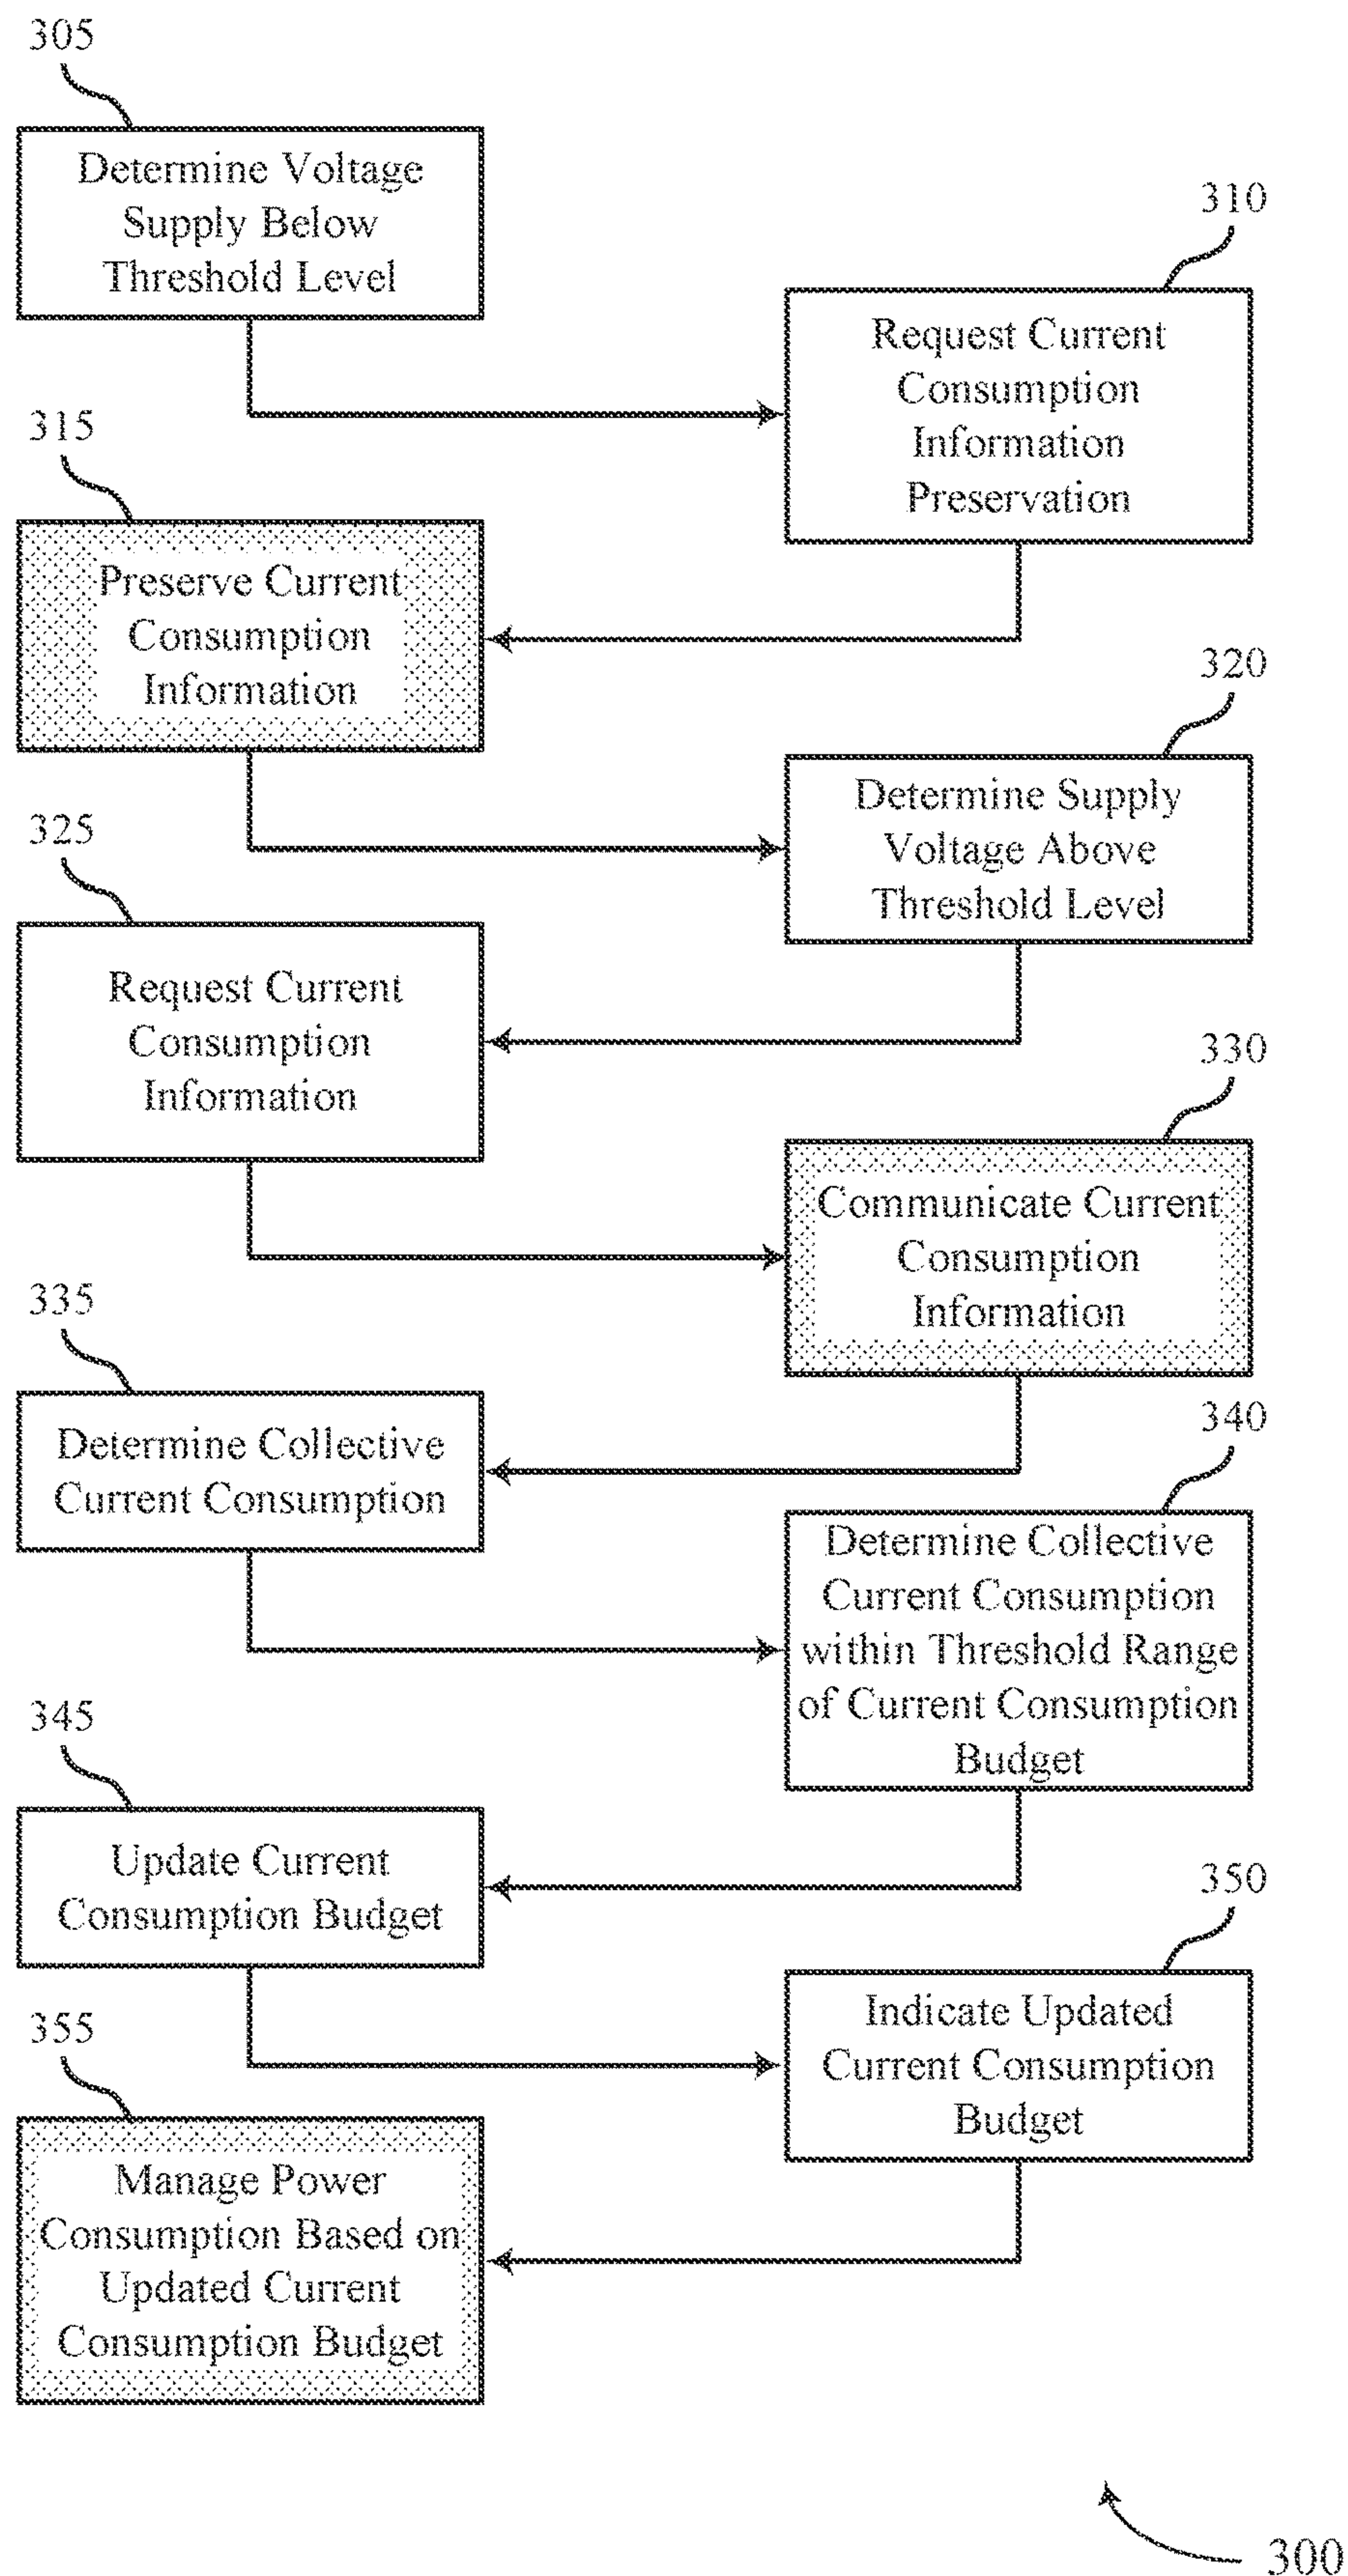 305
Determine Voltage
Supply Below
Threshold Level
310
Request Current
Consumption
Information
Preservation
315
Preserve Current
Consumption
Information
320
Determine Supply
Voltage Above
Threshold Level
325
Request Current
Consumption
Information
330
Communicate Current
Consumption
Information
335
Determine Collective
Current Consumption
340
Determine Collective
Current Consumption
within Threshold Range
of Current Consumption
Budget
345
Update Current
Consumption Budget
350
Indicate Updated
Current Consumption
Budget
355
Manage Power
Consumption Based on
Updated Current
Consumption Budget
300